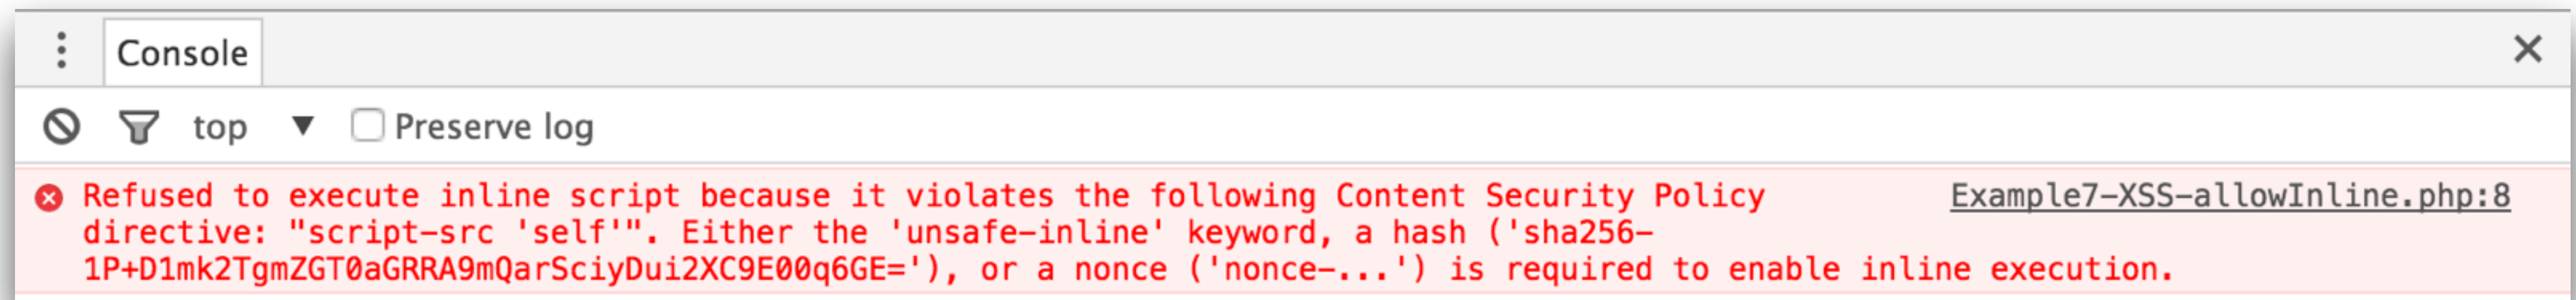 Console
top ▼ Preserve log
Refused to execute inline script because it violates the following Content Security Policy Example7-XSS-allowInline.php:8
directive: "script-src 'self'". Either the 'unsafe-inline' keyword, a hash ('sha256-
1P+D1mk2TgmZGT0aGRRA9mQarSciyDui2XC9E00q6GE='), or a nonce ('nonce-...') is required to enable inline execution.